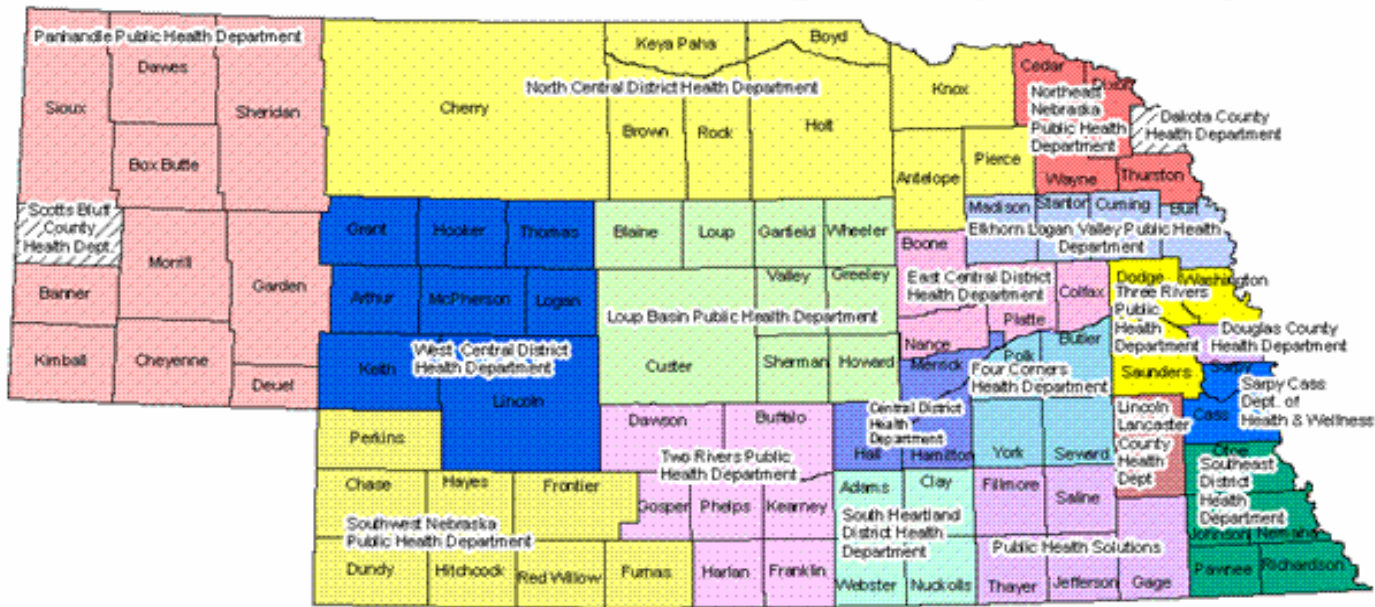 Panhandle Public Health Department
Dawes
Sioux
Sheridan
Box Butte
Scotts Bluff
County
Health Dept.
Morrill
Banner
Garden
Kimball
Cheyenne
Deuel
Keya Paha
Boyd
North Central District Health Department
Cherry
Brown
Rock
Holt
Knox
Pierce
Antelope
Cedar
Dixon
Northeast
Nebraska
Public Health
Department
Wayne
Thurston
Dakota County
Health Department
Grant
Hooker
Thomas
Arthur
McPherson
Logan
West Central District
Health Department
Keith
Lincoln
Blaine
Loup
Garfield
Wheeler
Valley
Greeley
Loup Basin Public Health Department
Custer
Sherman
Howard
Madison
Stanton
Cuming
Burt
Elkhorn Logan Valley Public Health
Department
Boone
East Central District
Health Department
Colfax
Platte
Nance
Dodge
Washington
Three Rivers
Public
Health
Department
Saunders
Douglas County
Health Department
Merrick
Polk
Butler
Four Corners
Health Department
York
Seward
Central District
Health
Department
Hall
Hamilton
Sarpy
Sarpy Cass
Dept. of
Health & Wellness
Cass
Lincoln
Lancaster
County
Health
Dept
Otoe
Southeast
District
Health
Department
Johnson
Nemaha
Pawnee
Richardson
Perkins
Chase
Hayes
Frontier
Southwest Nebraska
Public Health Department
Dundy
Hitchcock
Red Willow
Furnas
Dawson
Buffalo
Two Rivers Public
Health Department
Gosper
Phelps
Kearney
Harlan
Franklin
Adams
Clay
South Heartland
District Health
Department
Webster
Nuckolls
Fillmore
Saline
Public Health Solutions
Thayer
Jefferson
Gage